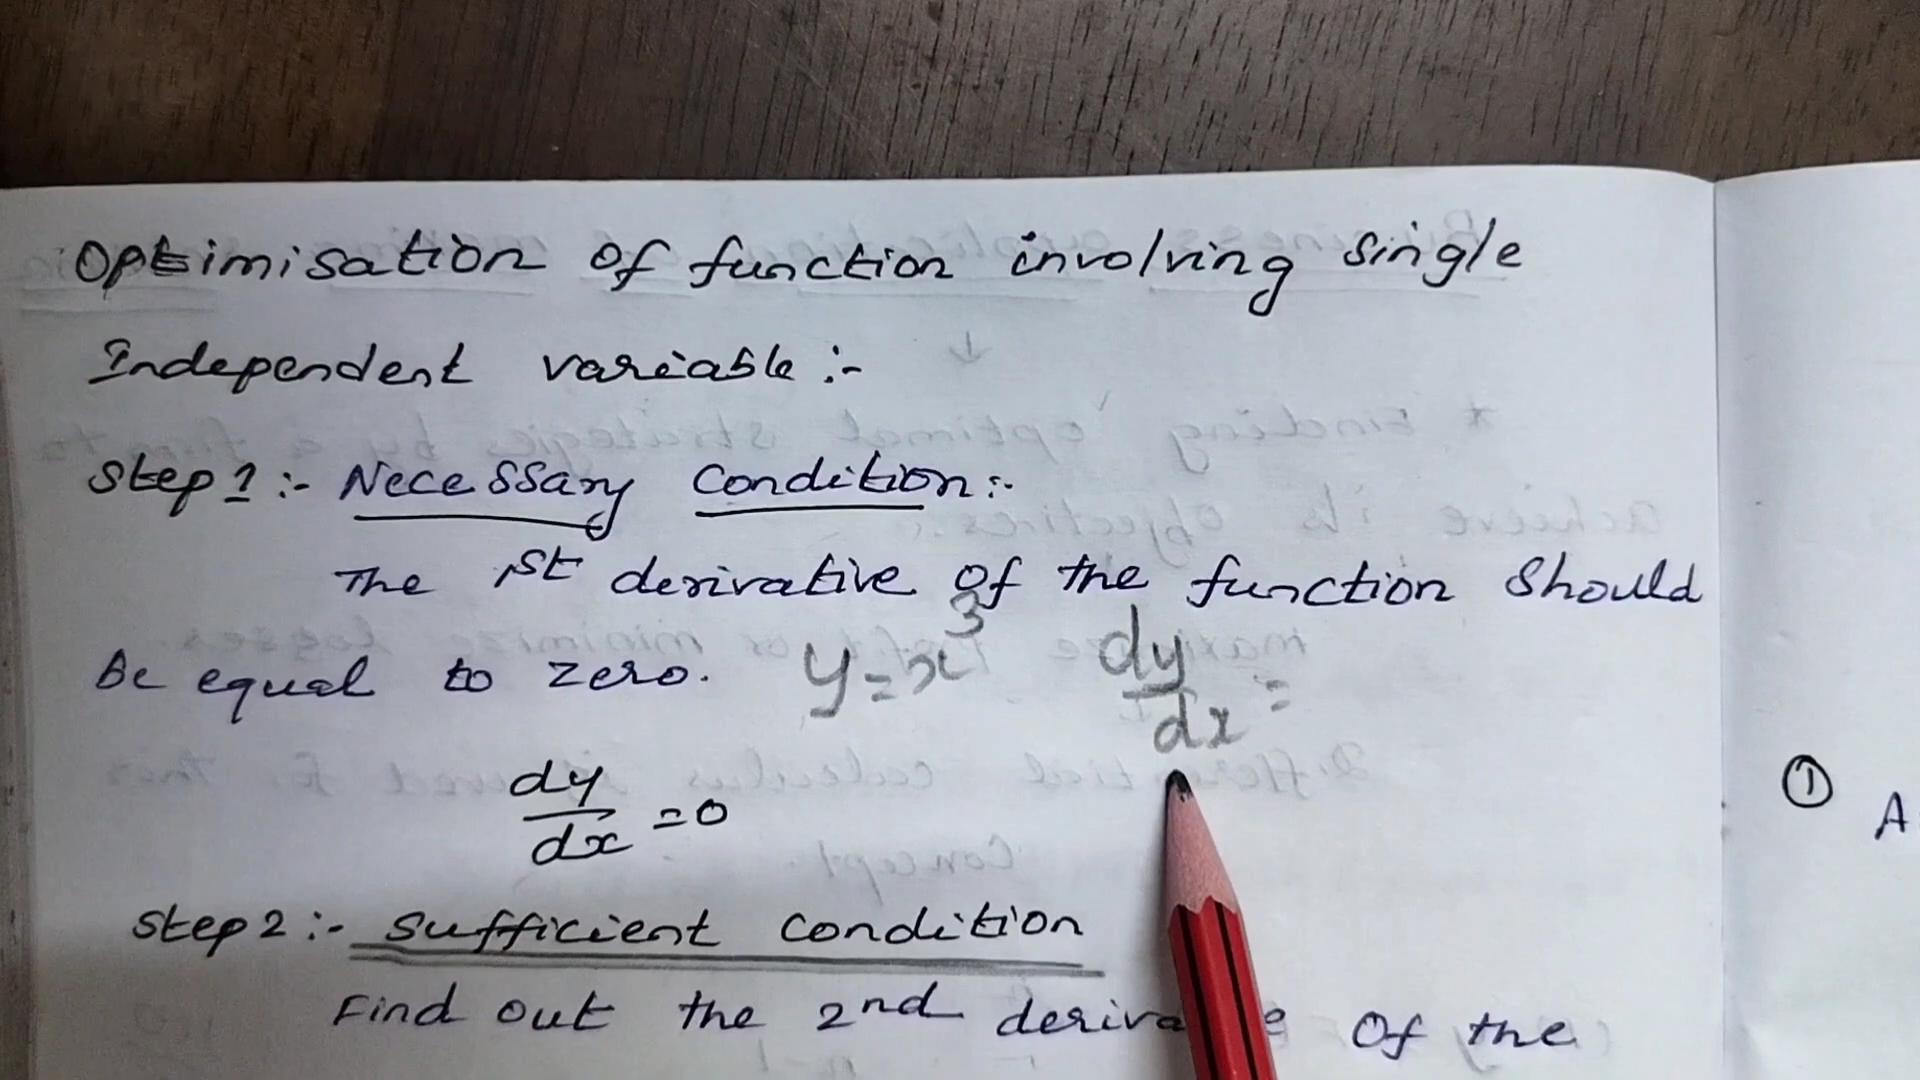 Optimisation of function involving single
Independent variable :-
Step 1 :- Necessary Condition :-
The 1st derivative of the function should
be equal to zero. y = x³ dy/dx =
dy/dx = 0
Step 2 :- Sufficient Condition
Find out the 2nd of the
①
A